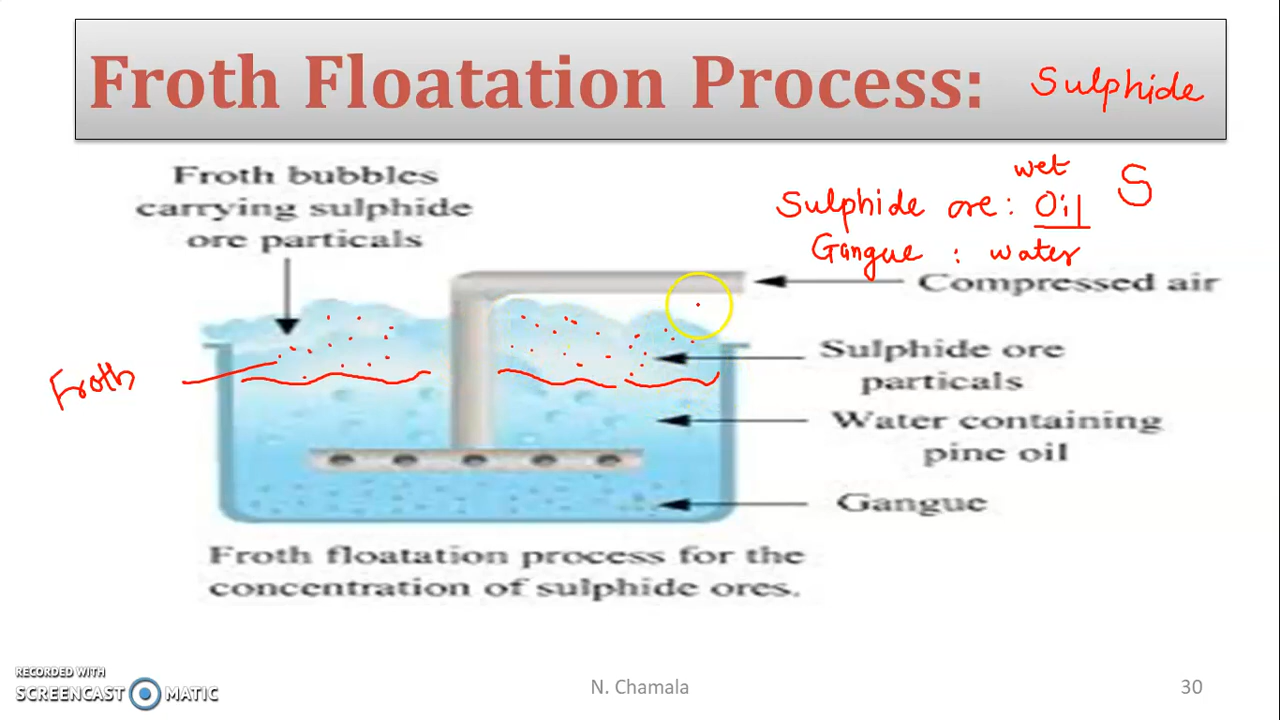 Froth Floatation Process:
Sulphide
Froth bubbles
carrying sulphide
ore particals
wet
Sulphide ore: Oil S
Gangue : water
Compressed air
Sulphide ore
particals
Froth
Water containing
pine oil
Gangue
Froth floatation process for the
concentration of sulphide ores.
RECORDED WITH
SCREENCAST MATIC
N. Chamala
30